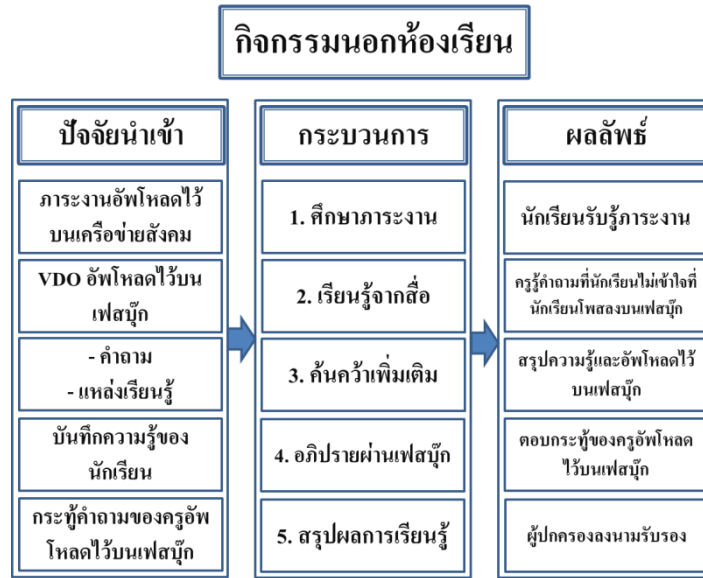 กิจกรรมนอกห้องเรียน
ปัจจัยนำเข้า
ภาระงานอัพโหลดไว้
บนเครือข่ายสังคม
VDO อัพโหลดไว้บน
เฟสบุ๊ก
- คำถาม
- แหล่งเรียนรู้
บันทึกความรู้ของ
นักเรียน
กระทู้คำถามของครูอัพ
โหลดไว้บนเฟสบุ๊ก
กระบวนการ
1. ศึกษาภาระงาน
2. เรียนรู้จากสื่อ
3. ค้นคว้าเพิ่มเติม
4. อภิปรายผ่านเฟสบุ๊ก
5. สรุปผลการเรียนรู้
ผลลัพธ์
นักเรียนรับรู้ภาระงาน
ครูรู้คำถามที่นักเรียนไม่เข้าใจที่
นักเรียนโพสลงบนเฟสบุ๊ก
สรุปความรู้และอัพโหลดไว้
บนเฟสบุ๊ก
ตอบกระทู้ของครูอัพโหลด
ไว้บนเฟสบุ๊ก
ผู้ปกครองลงนามรับรอง